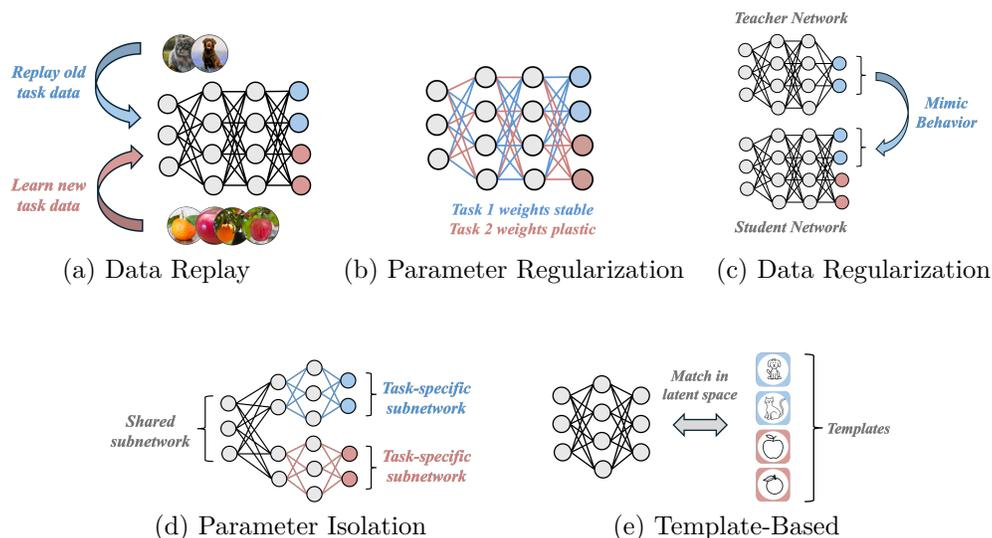 Replay old
task data
Learn new
task data
(a) Data Replay
Task 1 weights stable
Task 2 weights plastic
(b) Parameter Regularization
Teacher Network
Mimic
Behavior
Student Network
(c) Data Regularization
Shared
subnetwork
Task-specific
subnetwork
Task-specific
subnetwork
(d) Parameter Isolation
Match in
latent space
Templates
(e) Template-Based